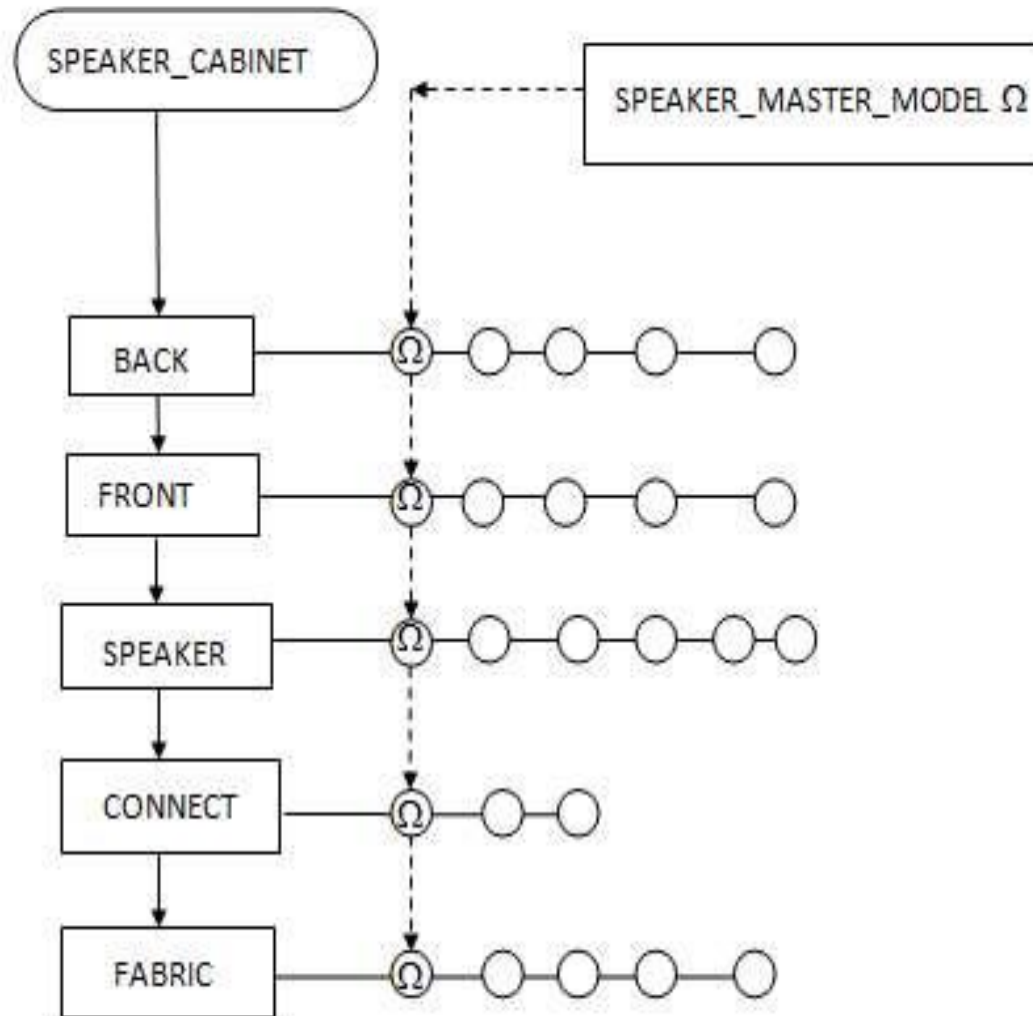 SPEAKER_CABINET
SPEAKER_MASTER_MODEL Ω
BACK
Ω
FRONT
Ω
SPEAKER
Ω
CONNECT
Ω
FABRIC
Ω